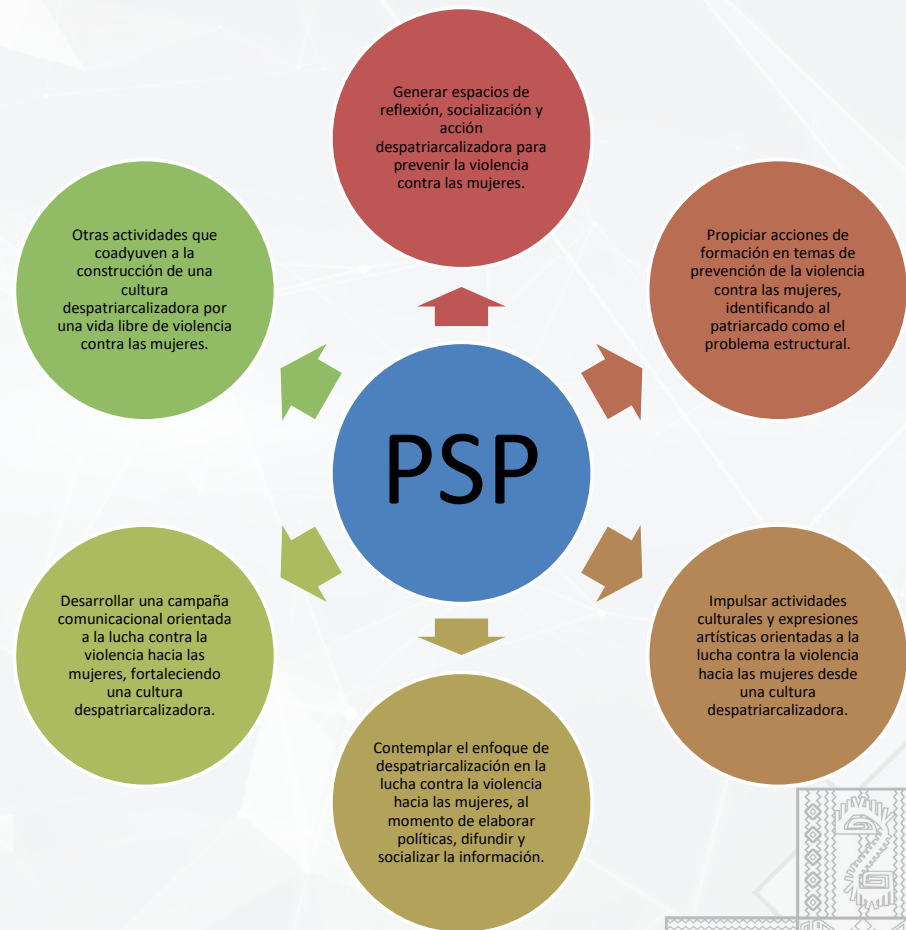 Generar espacios de
reflexión, socialización y
acción
despatriarcalizadora para
prevenir la violencia
contra las mujeres.
Propiciar acciones de
formación en temas de
prevención de la violencia
contra las mujeres,
identificando al
patriarcado como el
problema estructural.
Impulsar actividades
culturales y expresiones
artísticas orientadas a la
lucha contra la violencia
hacia las mujeres desde
una cultura
despatriarcalizadora.
Contemplar el enfoque de
despatriarcalización en la
lucha contra la violencia
hacia las mujeres, al
momento de elaborar
políticas, difundir y
socializar la información.
Desarrollar una campaña
comunicacional orientada
a la lucha contra la
violencia hacia las
mujeres, fortaleciendo
una cultura
despatriarcalizadora.
Otras actividades que
coadyuven a la
construcción de una
cultura
despatriarcalizadora por
una vida libre de violencia
contra las mujeres.
PSP